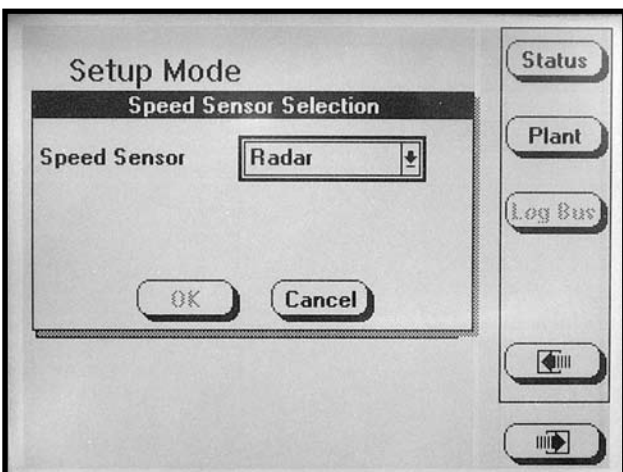 Setup Mode
Speed Sensor Selection
Speed Sensor
Radar
OK
Cancel
Status
Plant
Log Bus